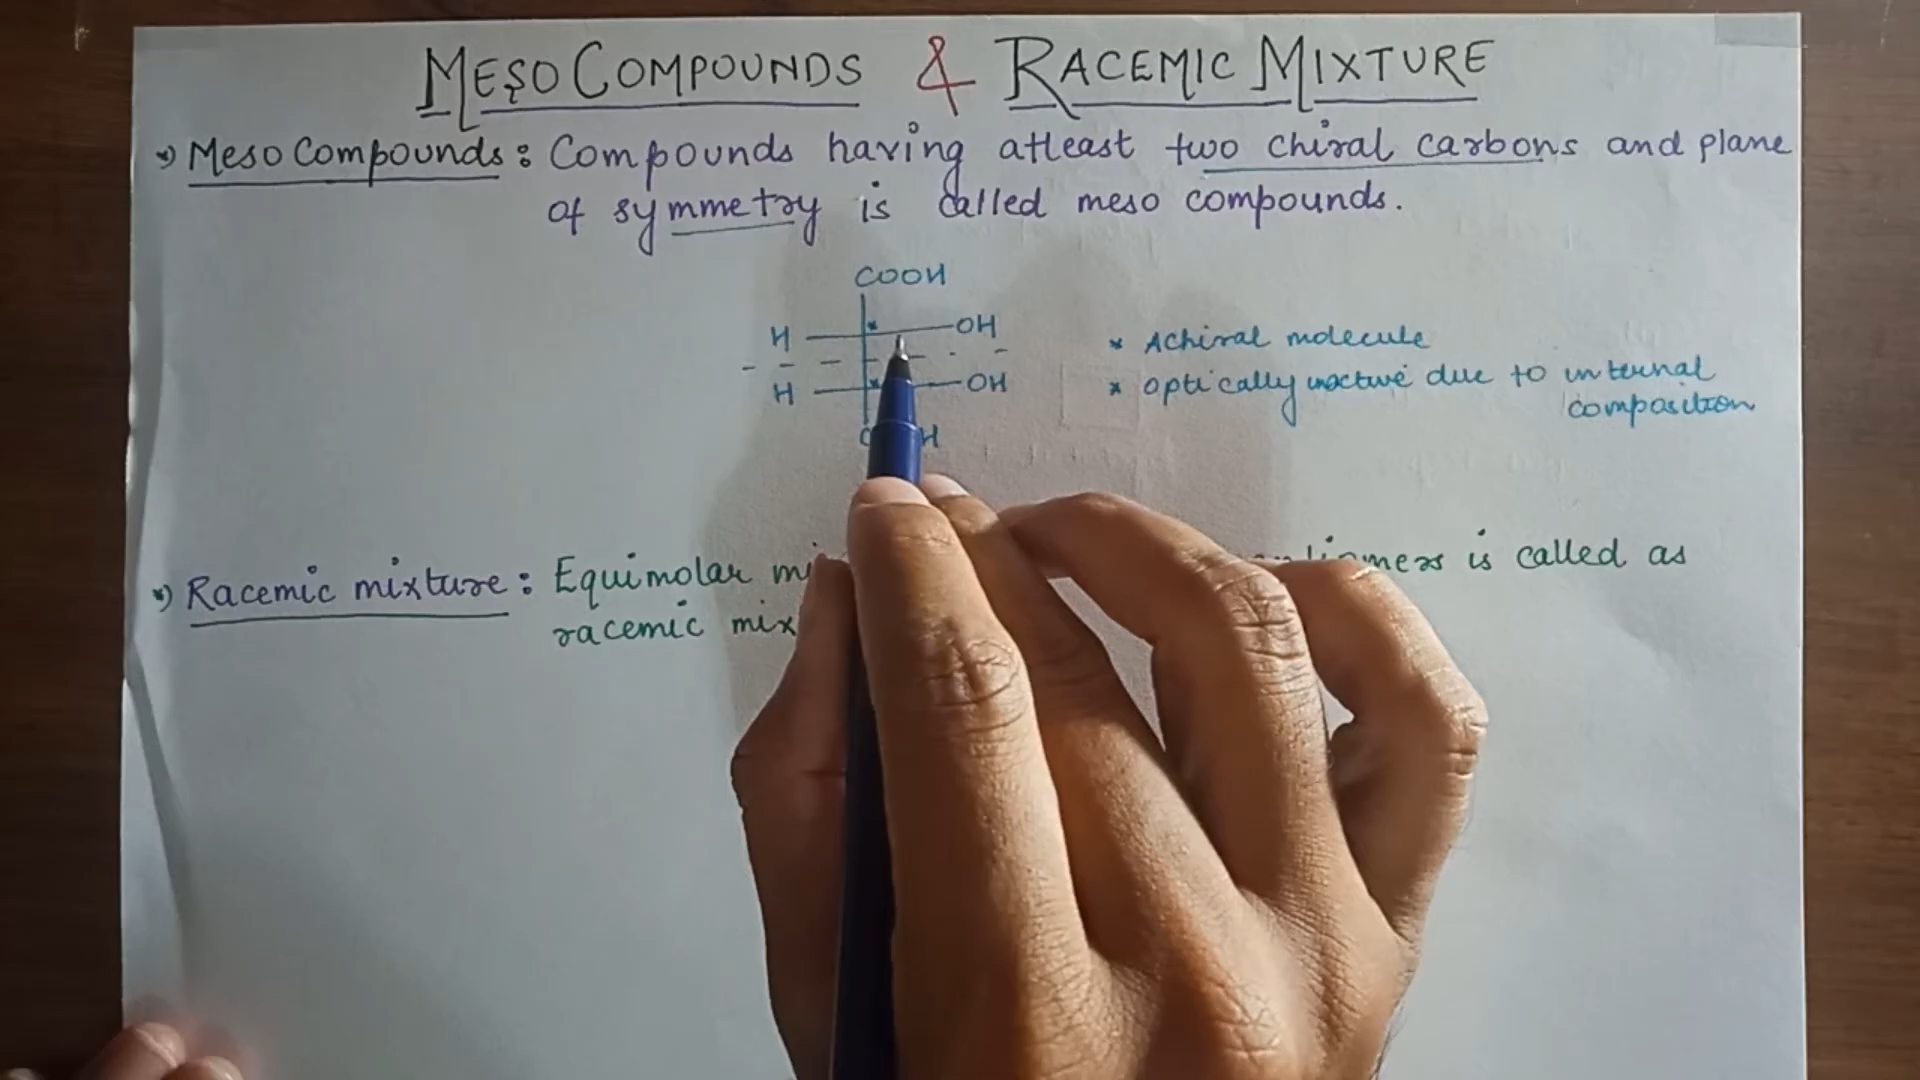 MESO COMPOUNDS & RACEMIC MIXTURE
Meso Compounds: Compounds having atleast two chiral carbons and plane
of symmetry is called meso compounds.
COOH
H OH
H OH
H
* Achiral molecule
* optically inactive due to internal
composition
Racemic mixture: Equimolar is called as
racemic